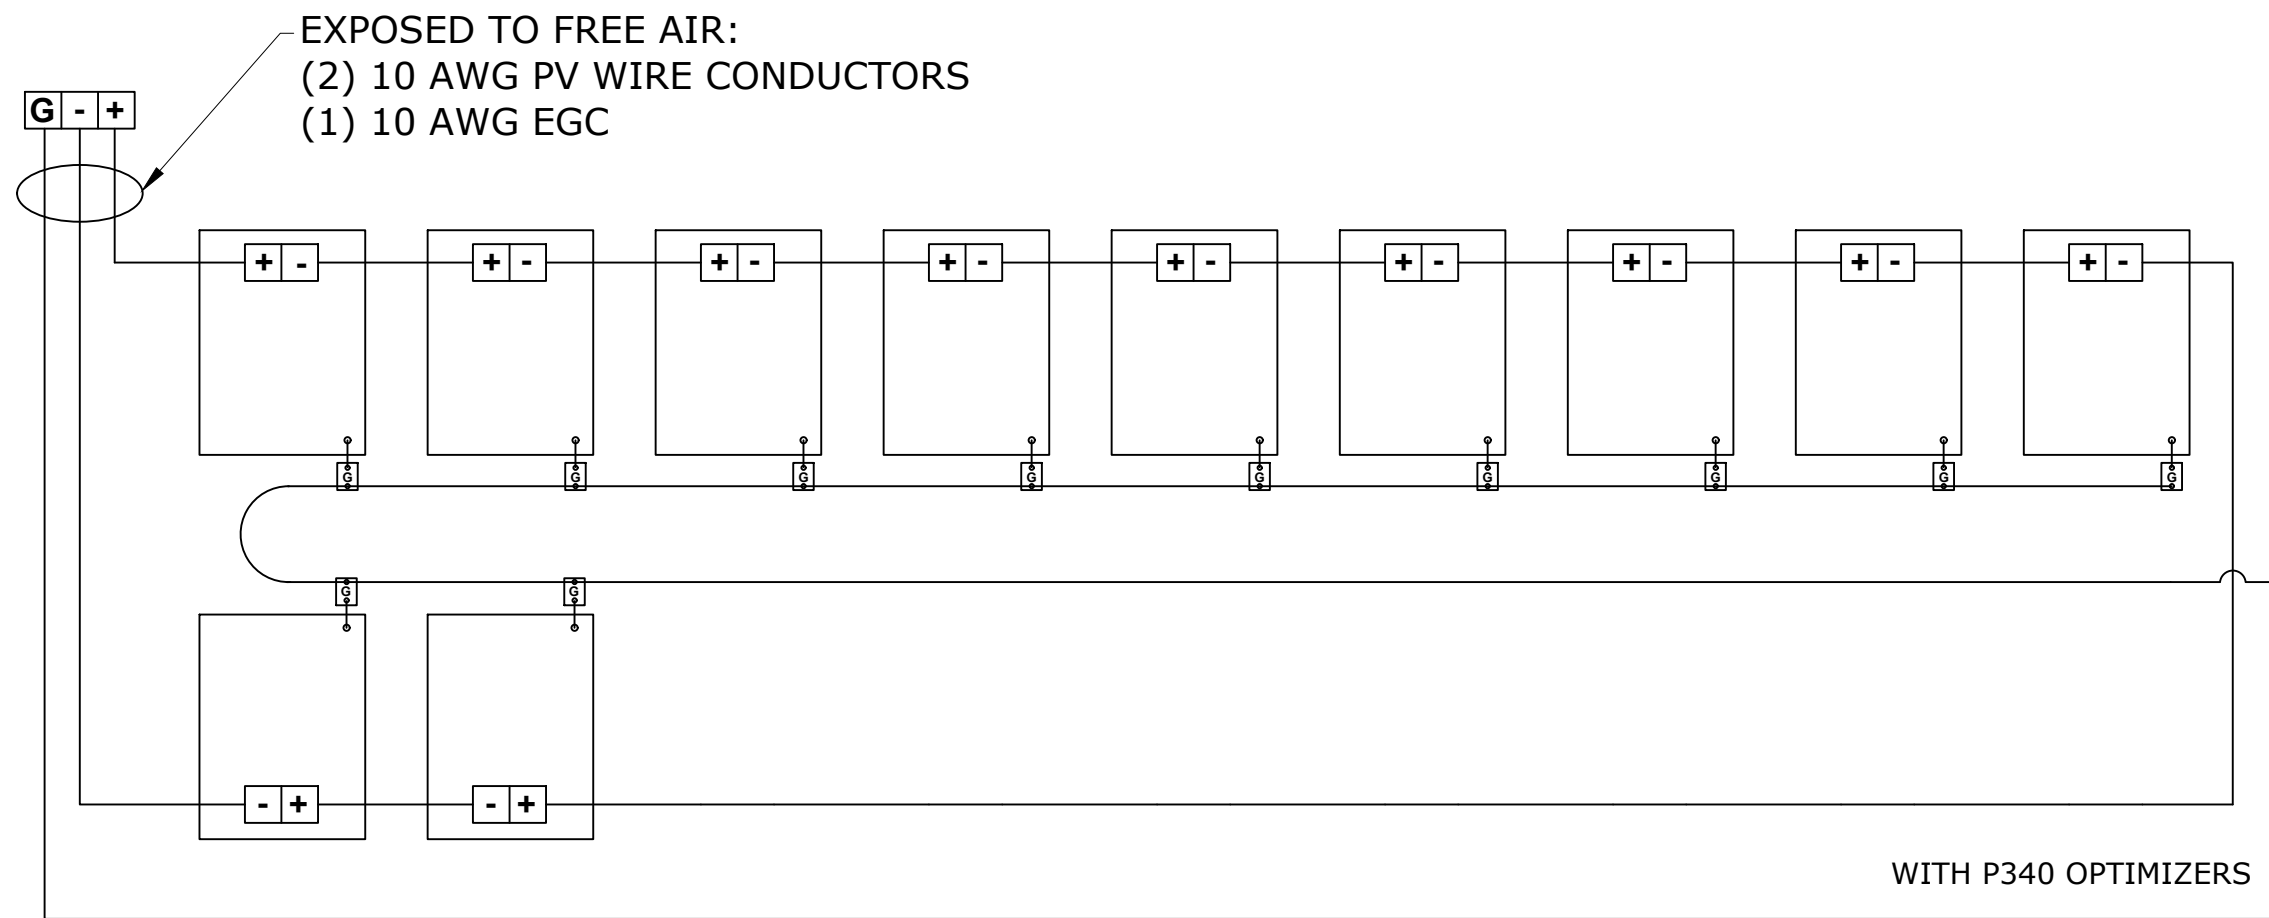 EXPOSED TO FREE AIR:
(2) 10 AWG PV WIRE CONDUCTORS
(1) 10 AWG EGC
G - +
+ - + - + - + - + - + - + - + - + -
G G G G G G G G G
G G
- + - +
WITH P340 OPTIMIZERS